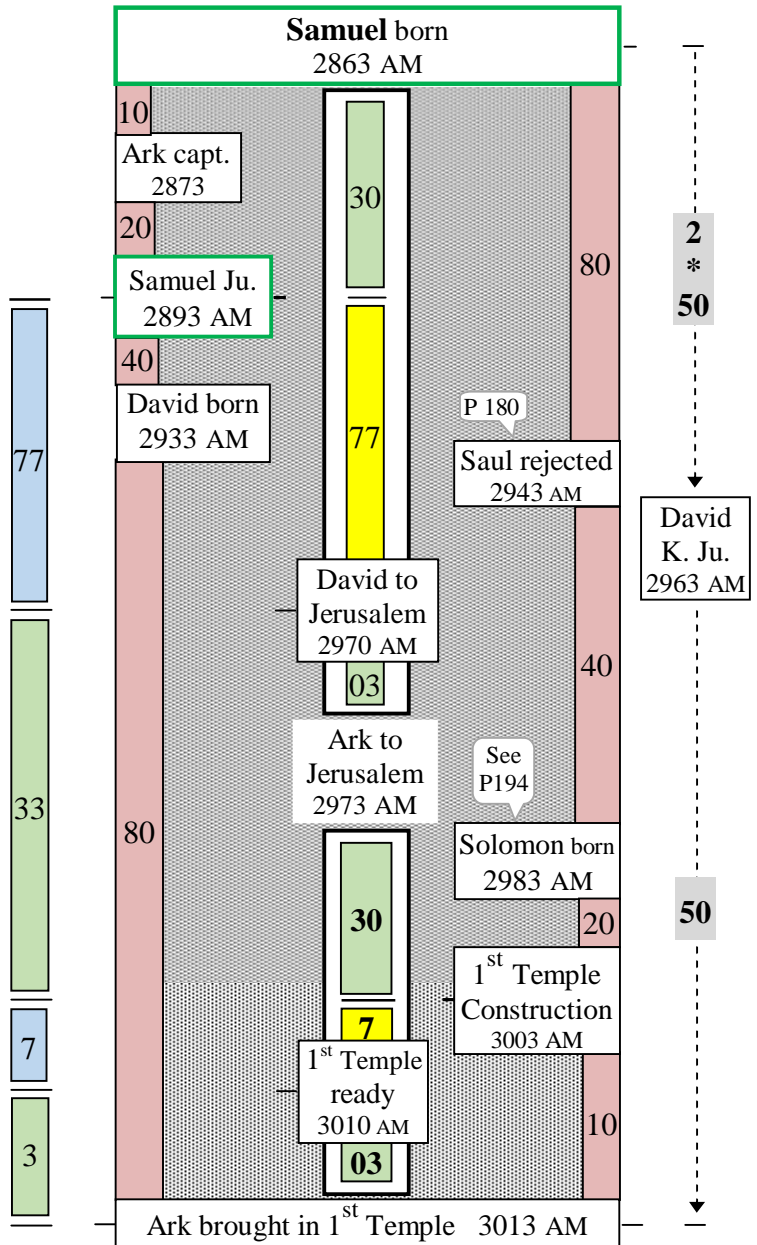 Samuel born
2863 AM
10
Ark capt.
2873
30
20
80
2
*
50
Samuel Ju.
2893 AM
40
David born
2933 AM
77
77
P 180
Saul rejected
2943 AM
David
K. Ju.
2963 AM
David to
Jerusalem
2970 AM
03
40
Ark to
Jerusalem
2973 AM
See
P194
33
80
Solomon born
2983 AM
30
20
50
1st Temple
Construction
3003 AM
7
7
1st Temple
ready
3010 AM
10
3
03
Ark brought in 1st Temple 3013 AM